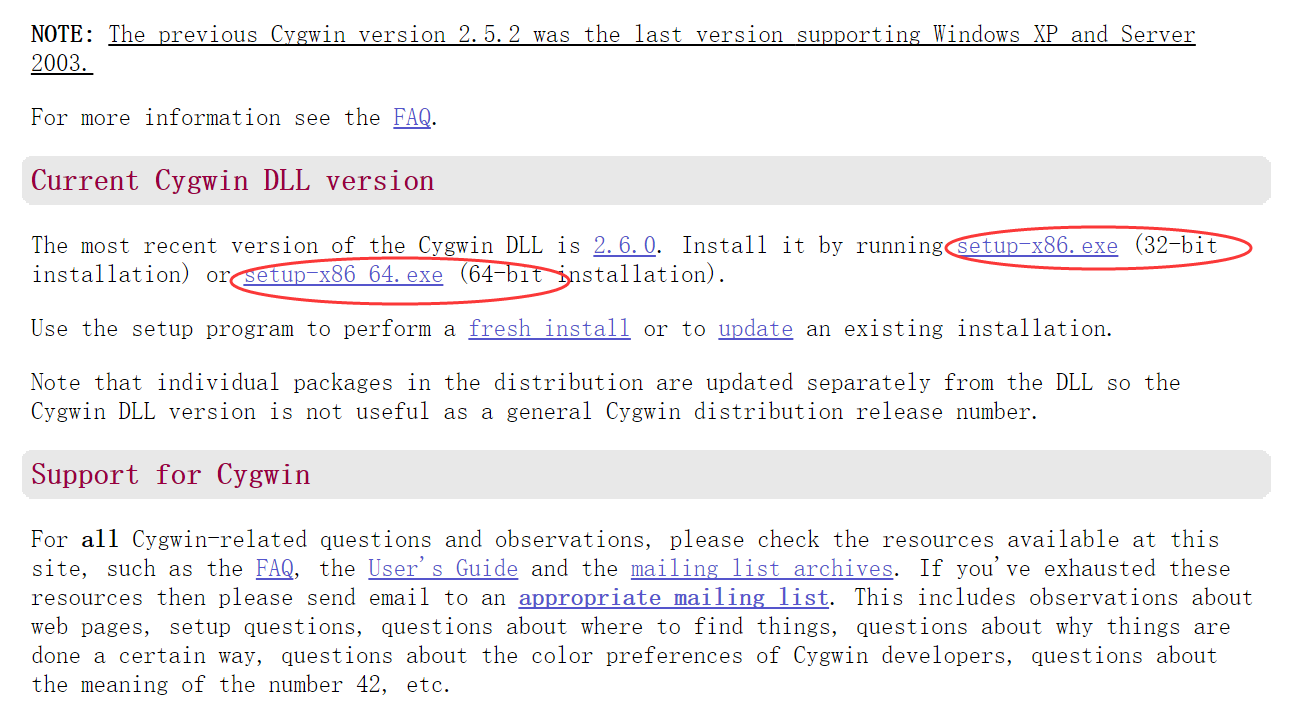 NOTE: The previous Cygwin version 2.5.2 was the last version supporting Windows XP and Server
2003.
For more information see the FAQ.
Current Cygwin DLL version
The most recent version of the Cygwin DLL is 2.6.0. Install it by running setup-x86.exe (32-bit
installation) or setup-x86_64.exe (64-bit installation).
Use the setup program to perform a fresh install or to update an existing installation.
Note that individual packages in the distribution are updated separately from the DLL so the
Cygwin DLL version is not useful as a general Cygwin distribution release number.
Support for Cygwin
For all Cygwin-related questions and observations, please check the resources available at this
site, such as the FAQ, the User's Guide and the mailing list archives. If you've exhausted these
resources then please send email to an appropriate mailing list. This includes observations about
web pages, setup questions, questions about where to find things, questions about why things are
done a certain way, questions about the color preferences of Cygwin developers, questions about
the meaning of the number 42, etc.